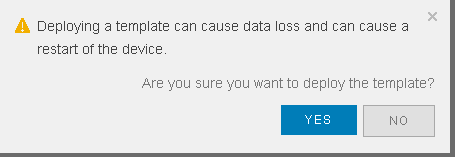 Deploying a template can cause data loss and can cause a
restart of the device.
Are you sure you want to deploy the template?
YES NO